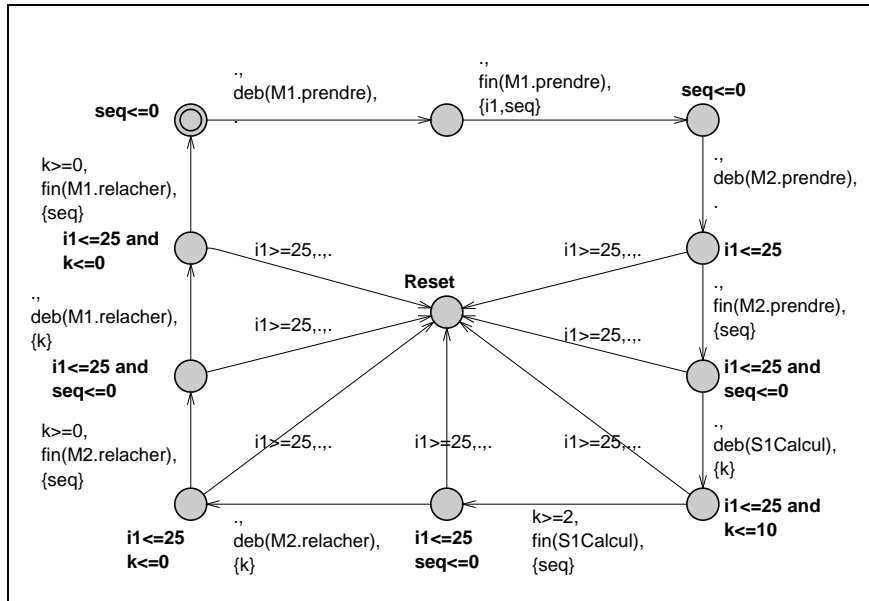 .,
deb(M1.prendre),
.
.,
fin(M1.prendre),
{i1,seq}
seq<=0
seq<=0
k>=0,
fin(M1.relacher),
{seq}
.,
deb(M2.prendre),
.
i1<=25 and
k<=0
i1>=25,.,.
i1>=25,.,.
i1<=25
Reset
.,
deb(M1.relacher),
{k}
i1>=25,.,.
i1>=25,.,.
.,
fin(M2.prendre),
{seq}
i1<=25 and
seq<=0
i1<=25 and
seq<=0
k>=0,
fin(M2.relacher),
{seq}
i1>=25,.,.
i1>=25,.,.
i1>=25,.,.
.,
deb(S1Calcul),
{k}
i1<=25
k<=0
.,
deb(M2.relacher),
{k}
i1<=25
seq<=0
k>=2,
fin(S1Calcul),
{seq}
i1<=25 and
k<=10